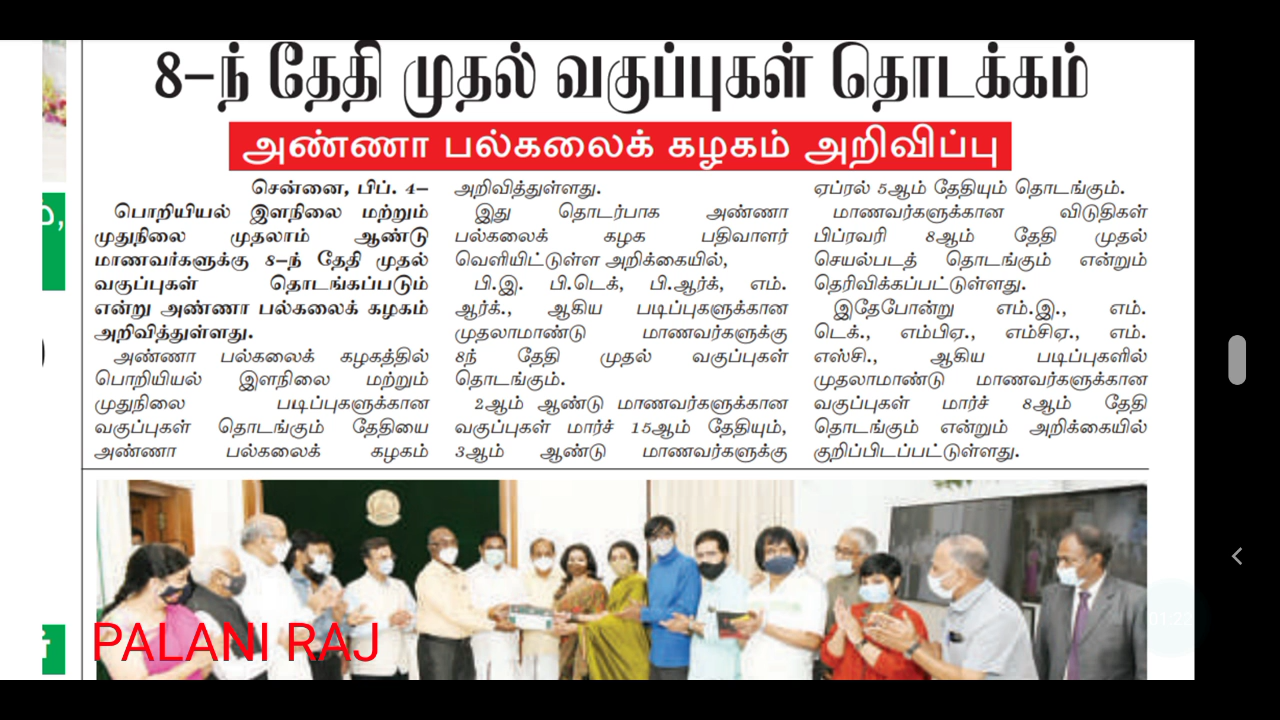 8–ந் தேதி முதல் வகுப்புகள் தொடக்கம்
அண்ணா பல்கலைக் கழகம் அறிவிப்பு
சென்னை, பிப். 4–
பொறியியல் இளநிலை மற்றும்
முதுநிலை முதலாம் ஆண்டு
மாணவர்களுக்கு 8–ந் தேதி முதல்
வகுப்புகள் தொடங்கப்படும்
என்று அண்ணா பல்கலைக் கழகம்
அறிவித்துள்ளது.
அண்ணா பல்கலைக் கழகத்தில்
பொறியியல் இளநிலை மற்றும்
முதுநிலை படிப்புகளுக்கான
வகுப்புகள் தொடங்கும் தேதியை
அண்ணா பல்கலைக் கழகம்
அறிவித்துள்ளது.
இது தொடர்பாக அண்ணா
பல்கலைக் கழக பதிவாளர்
வெளியிட்டுள்ள அறிக்கையில்,
பி.இ. பி.டெக், பி.ஆர்க், எம்.
ஆர்க்., ஆகிய படிப்புகளுக்கான
முதலாமாண்டு மாணவர்களுக்கு
8ந் தேதி முதல் வகுப்புகள்
தொடங்கும்.
2ஆம் ஆண்டு மாணவர்களுக்கான
வகுப்புகள் மார்ச் 15ஆம் தேதியும்,
3ஆம் ஆண்டு மாணவர்களுக்கு
ஏப்ரல் 5ஆம் தேதியும் தொடங்கும்.
மாணவர்களுக்கான விடுதிகள்
பிப்ரவரி 8ஆம் தேதி முதல்
செயல்படத் தொடங்கும் என்றும்
தெரிவிக்கப்பட்டுள்ளது.
இதேபோன்று எம்.இ., எம்.
டெக்., எம்பிஏ., எம்சிஏ., எம்.
எஸ்சி., ஆகிய படிப்புகளில்
முதலாமாண்டு மாணவர்களுக்கான
வகுப்புகள் மார்ச் 8ஆம் தேதி
தொடங்கும் என்றும் அறிக்கையில்
குறிப்பிடப்பட்டுள்ளது.
PALANI RAJ
01:22